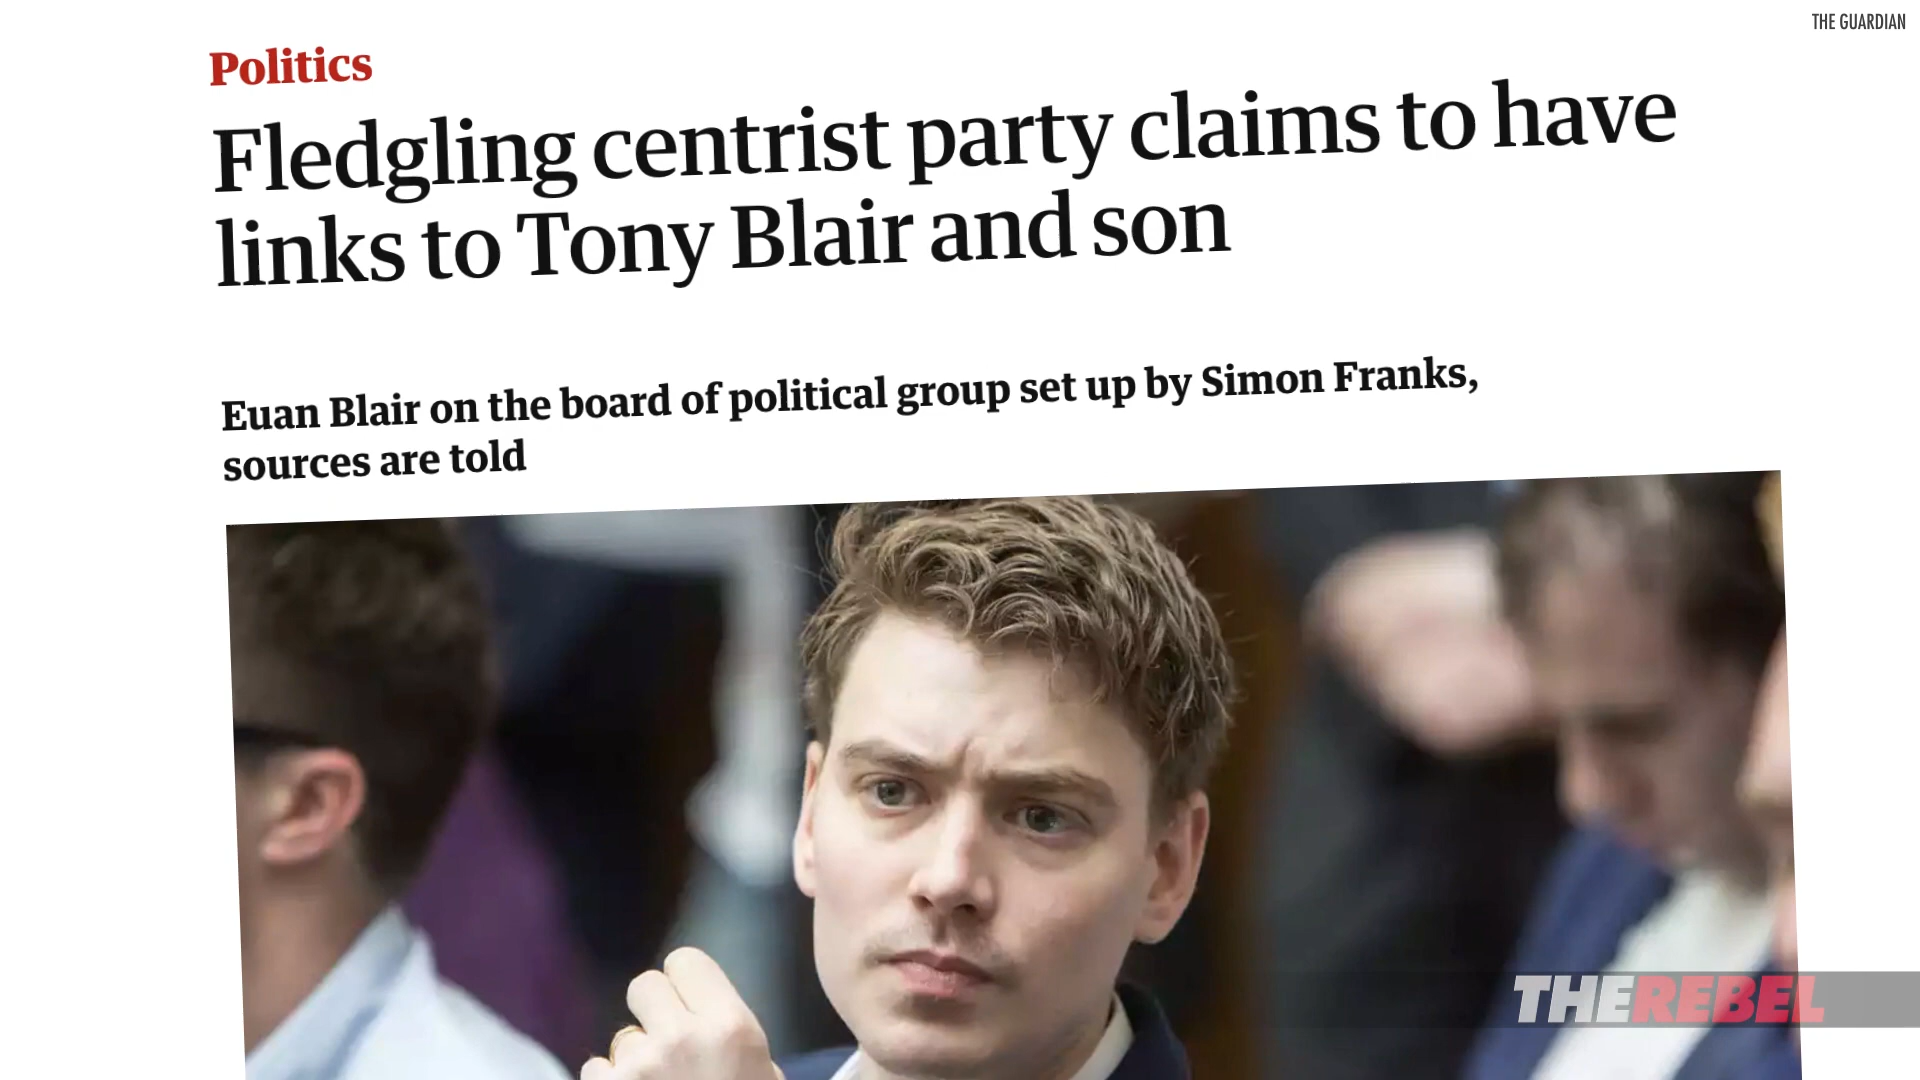 THE GUARDIAN
Politics
Fledgling centrist party claims to have
links to Tony Blair and son
Euan Blair on the board of political group set up by Simon Franks,
sources are told
THEREBEL